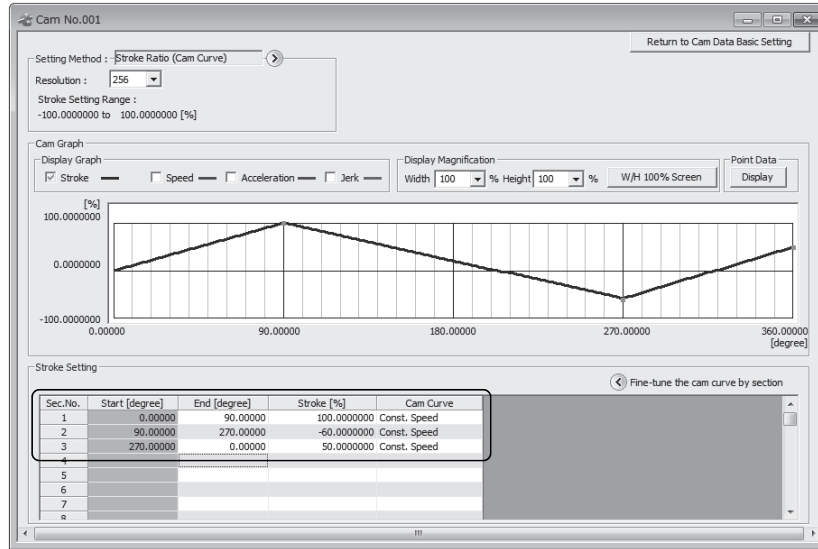 Cam No.001
Return to Cam Data Basic Setting
Setting Method : Stroke Ratio (Cam Curve)
Resolution : 256
Stroke Setting Range :
-100.0000000 to 100.0000000 [%]
Cam Graph
Display Graph
Stroke Speed Acceleration Jerk
Display Magnification
Width 100 % Height 100 % W/H 100% Screen
Point Data
Display
[%]
100.0000000
0.0000000
-100.0000000
0.00000 90.00000 180.00000 270.00000 360.00000
[degree]
Stroke Setting
Fine-tune the cam curve by section
Sec.No. Start [degree] End [degree] Stroke [%] Cam Curve
1 0.00000 90.00000 100.0000000 Const. Speed
2 90.00000 270.00000 -60.0000000 Const. Speed
3 270.00000 0.00000 50.0000000 Const. Speed
4
5
6
7
8